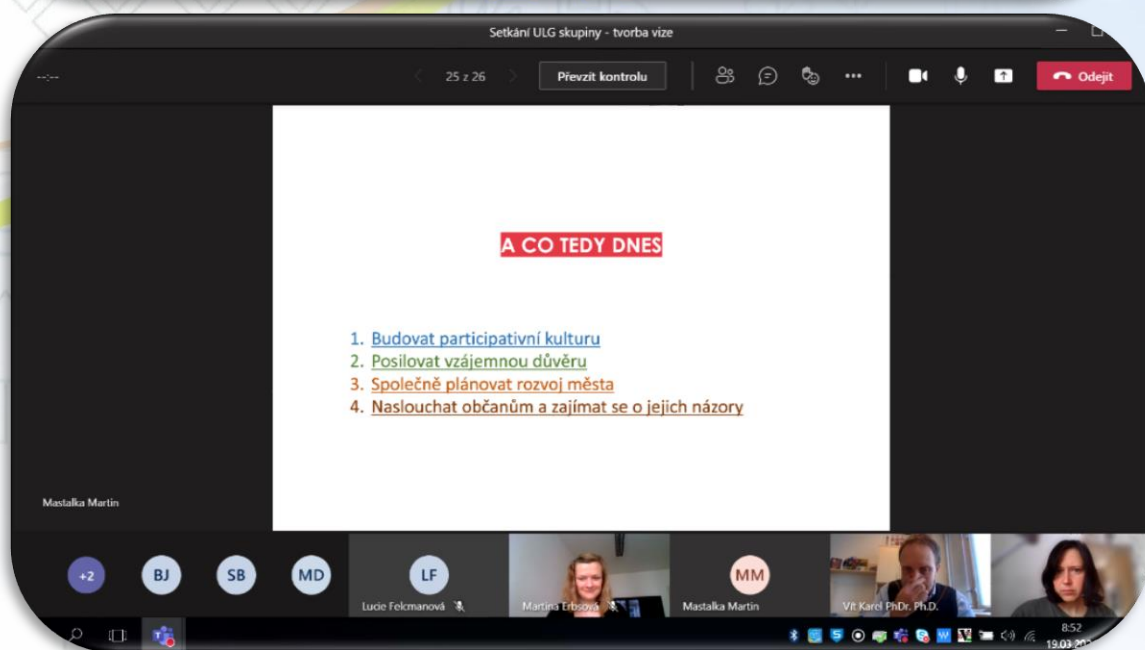 Setkání ULG skupiny - tvorba vize
--:--
25 z 26
Převzít kontrolu
Odejít
A CO TEDY DNES
1. Budovat participativní kulturu
2. Posilovat vzájemnou důvěru
3. Společně plánovat rozvoj města
4. Naslouchat občanům a zajímat se o jejich názory
Mastalka Martin
+2
BJ
SB
MD
LF
MM
Lucie Felcmanová
Martina Erbsová
Mastalka Martin
Vít Karel PhDr. Ph.D.
8:52